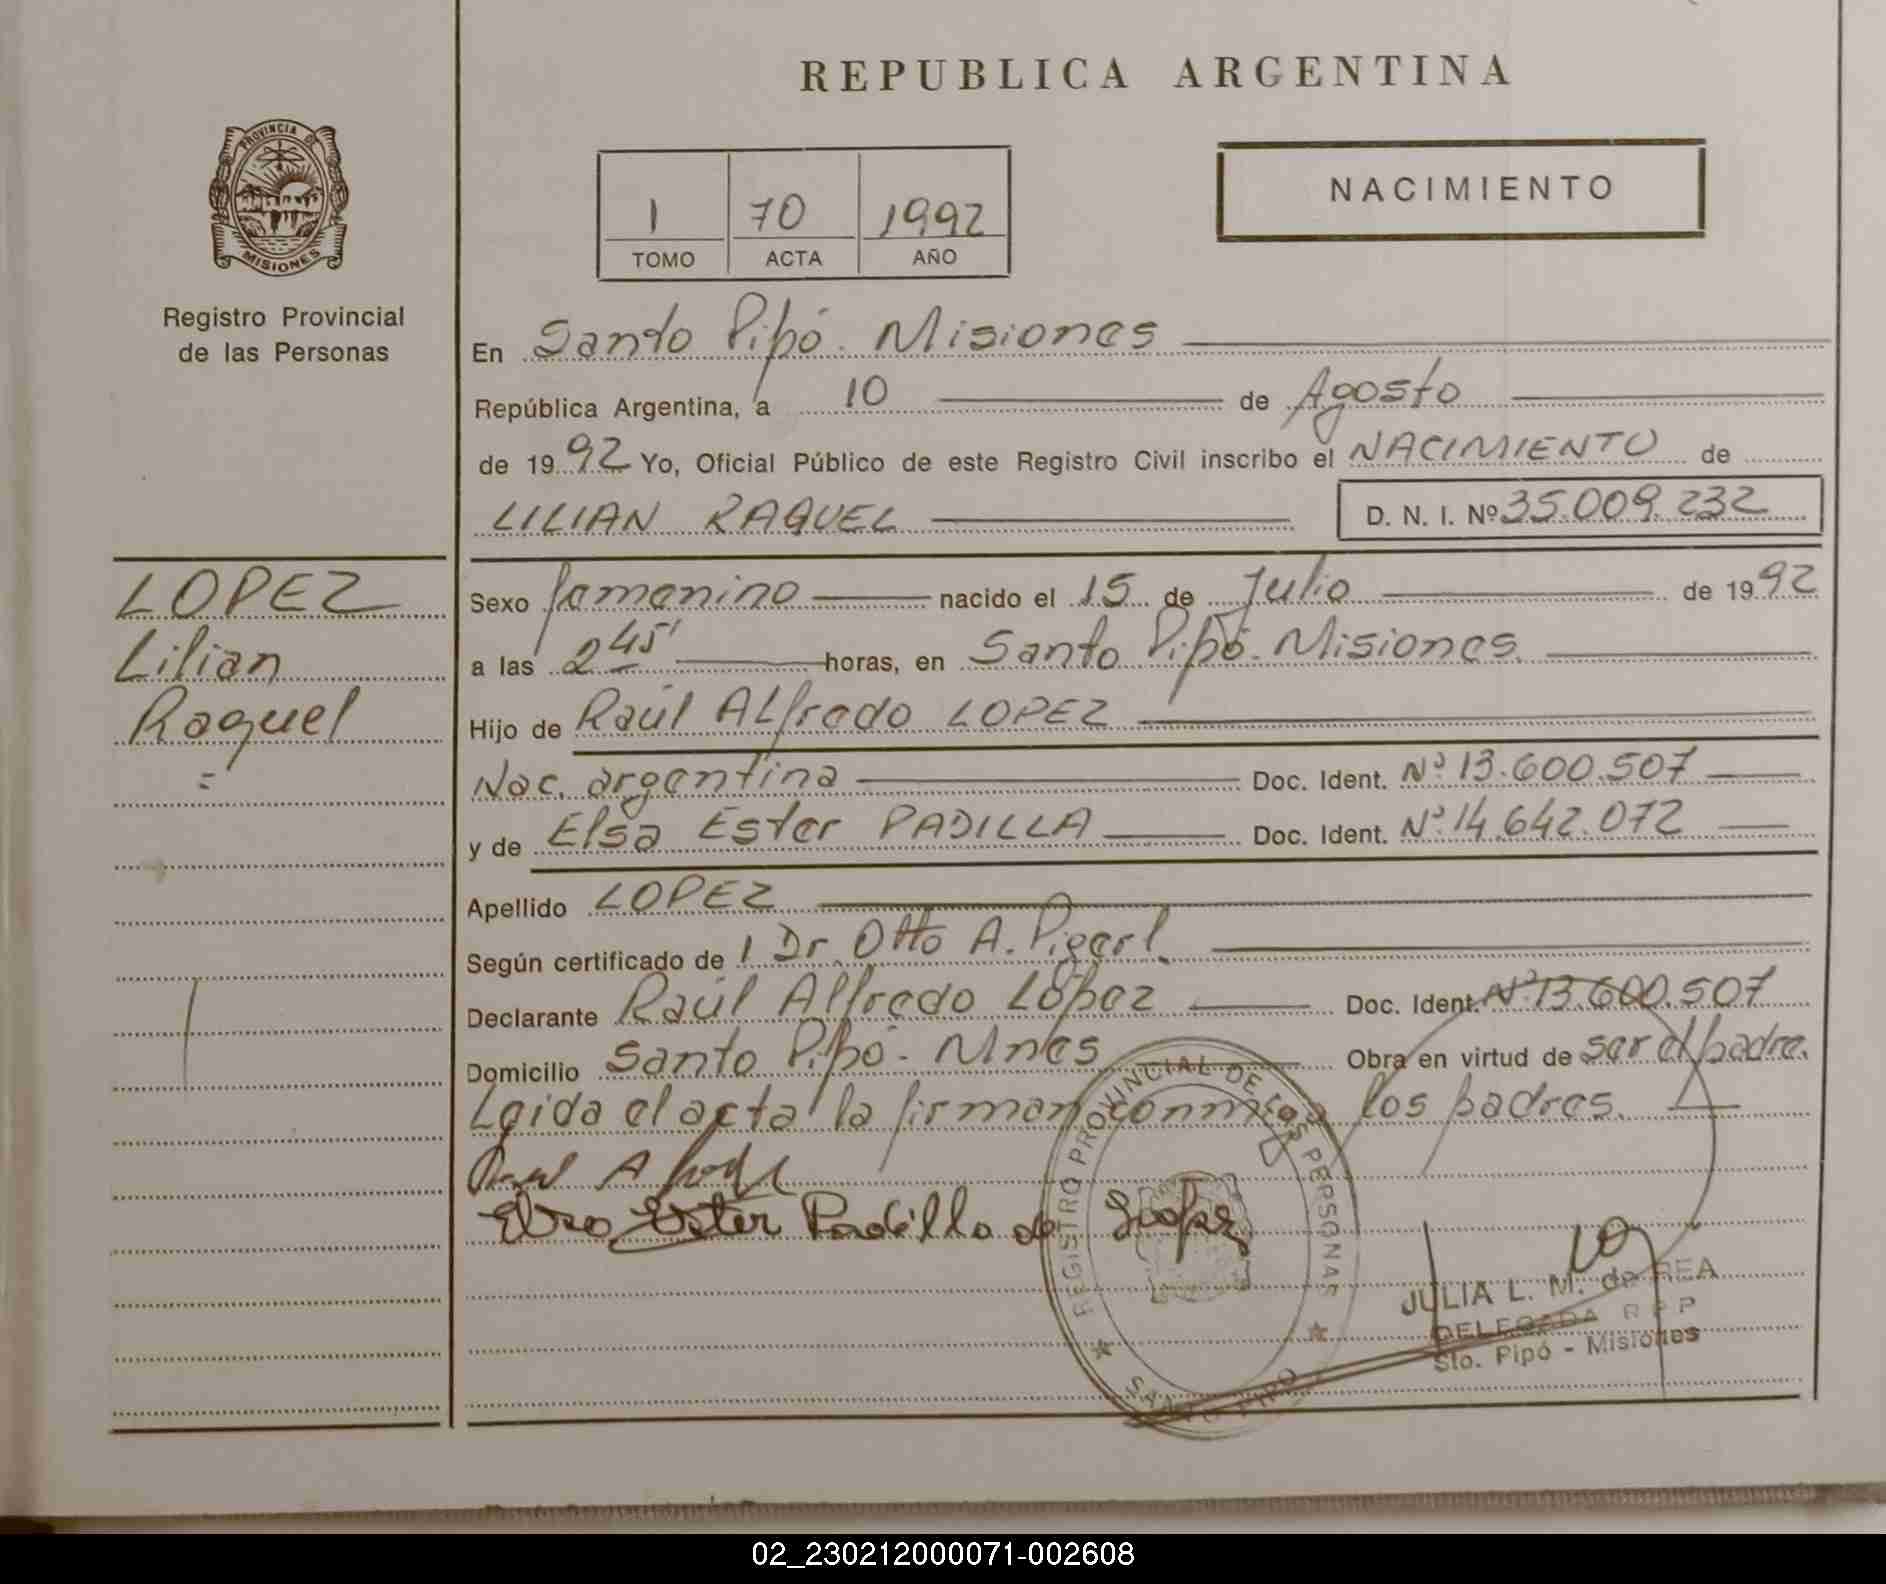 REPUBLICA ARGENTINA
PROVINCIA DE
MISIONES
Registro Provincial
de las Personas
1 70 1992
TOMO ACTA AÑO
NACIMIENTO
En Santo Pipó. Misiones
República Argentina, a 10 de Agosto
de 1992 Yo, Oficial Público de este Registro Civil inscribo el NACIMIENTO de
LILIAN RAQUEL D. N. I. Nº 35.009.232
LOPEZ
Lilian
Raquel
=
Sexo femenino nacido el 15 de Julio de 1992
a las 2 45' horas, en Santo Pipó. Misiones.
Hijo de Raúl Alfredo LOPEZ
Nac. argentina Doc. Ident. Nº 13.600.507
y de Elsa Ester PADILLA Doc. Ident. Nº 14.642.072
Apellido LOPEZ
Según certificado de l Dr. Otto A.
Declarante Raúl Alfredo López Doc. Ident. Nº 13.600.507
Domicilio Santo Pipó - Mnes Obra en virtud de ser el padre.
Leida el acta la firman conmigo los padres.
Elsa Ester Padilla de Lopez
REGISTRO PROVINCIAL DE LAS PERSONAS
SANTO PIPO
JULIA L. M. de REA
DELEGADA R P P
Sto. Pipó - Misiones
02_230212000071-002608